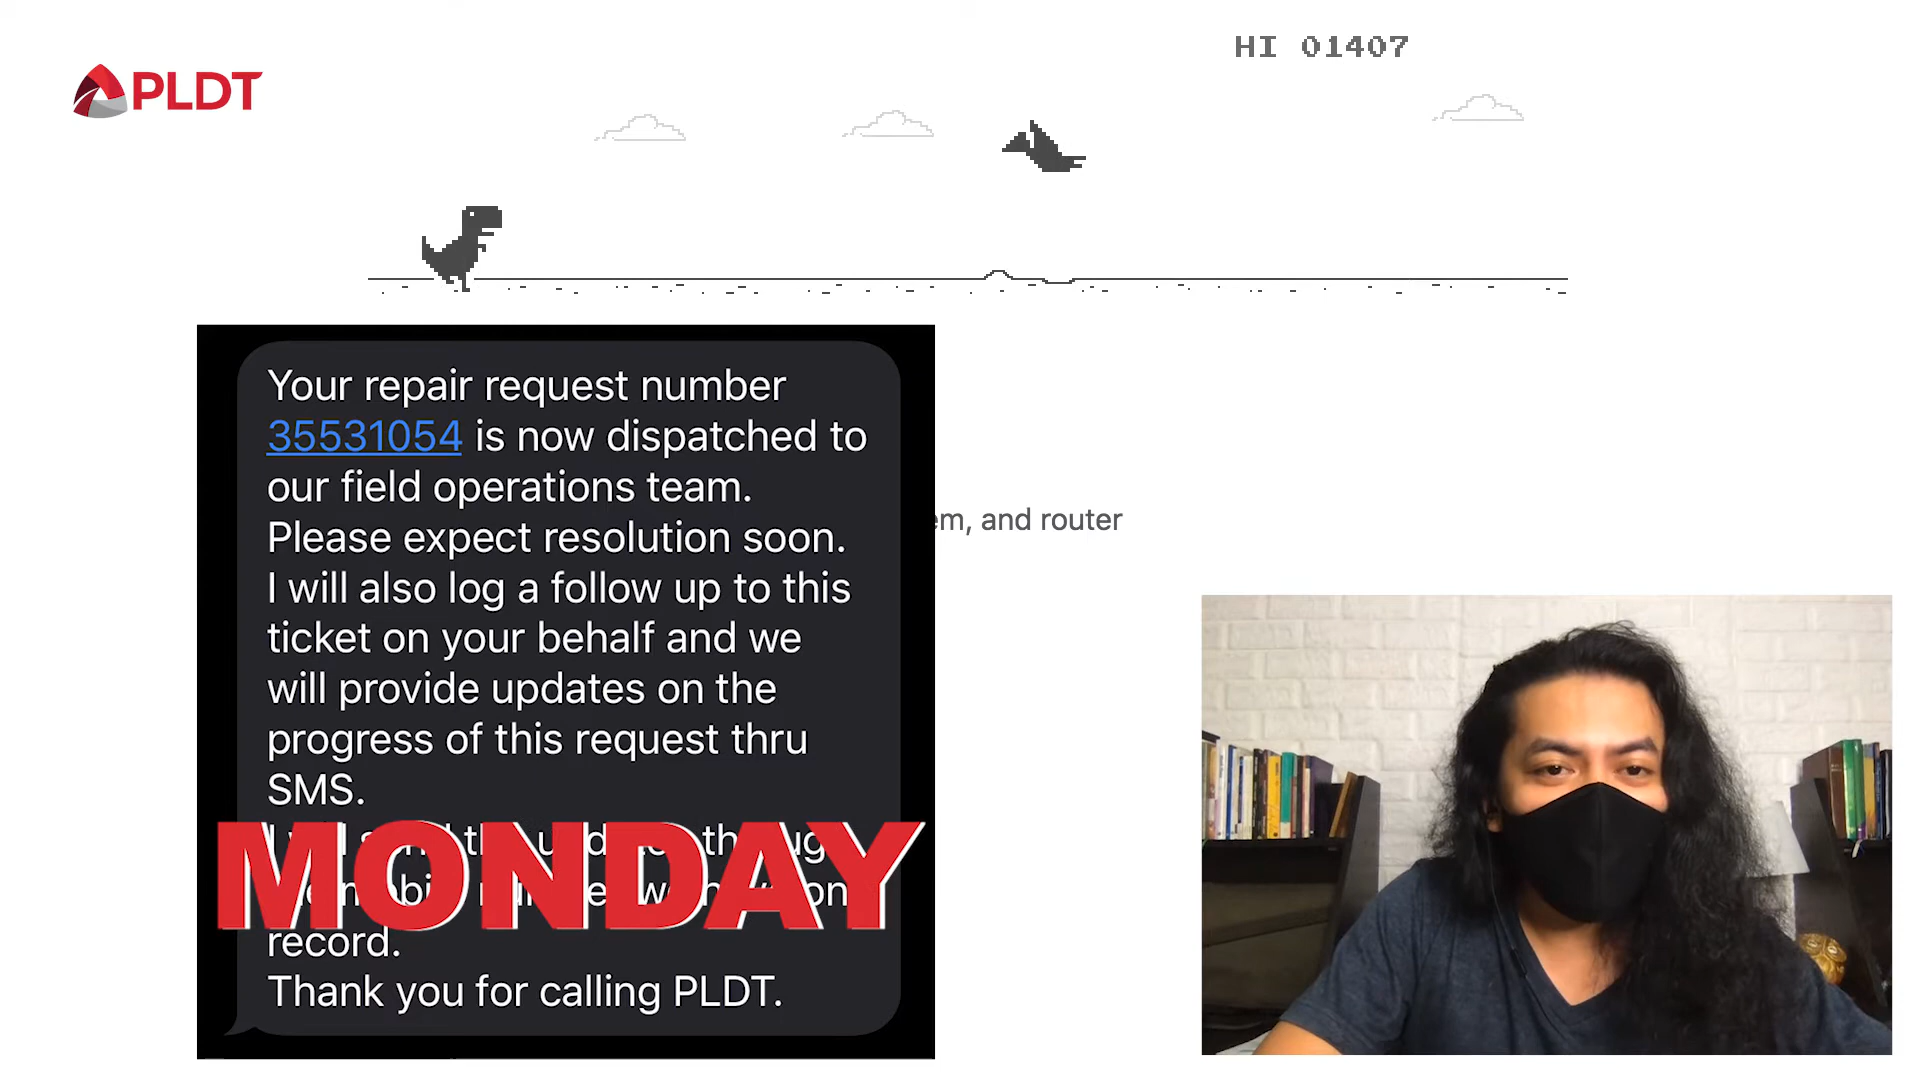 HI 01407
PLDT
Your repair request number
35531054 is now dispatched to
our field operations team.
Please expect resolution soon.
I will also log a follow up to this
ticket on your behalf and we
will provide updates on the
progress of this request thru
SMS.
MONDAY
record.
Thank you for calling PLDT.
and router